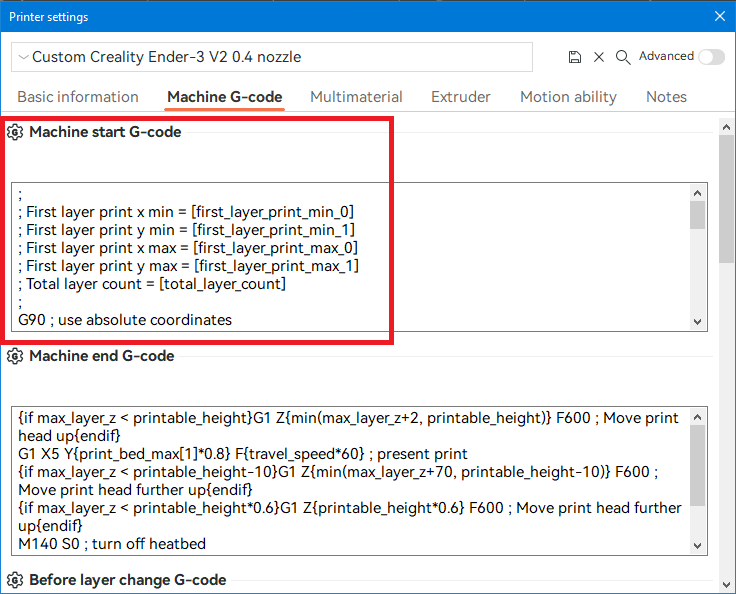 Printer settings
Custom Creality Ender-3 V2 0.4 nozzle
Advanced
Basic information
Machine G-code
Multimaterial
Extruder
Motion ability
Notes
Machine start G-code
;
; First layer print x min = [first_layer_print_min_0]
; First layer print y min = [first_layer_print_min_1]
; First layer print x max = [first_layer_print_max_0]
; First layer print y max = [first_layer_print_max_1]
; Total layer count = [total_layer_count]
;
G90 ; use absolute coordinates
Machine end G-code
{if max_layer_z < printable_height}G1 Z{min(max_layer_z+2, printable_height)} F600 ; Move print
head up{endif}
G1 X5 Y{print_bed_max[1]*0.8} F{travel_speed*60} ; present print
{if max_layer_z < printable_height-10}G1 Z{min(max_layer_z+70, printable_height-10)} F600 ;
Move print head further up{endif}
{if max_layer_z < printable_height*0.6}G1 Z{printable_height*0.6} F600 ; Move print head further
up{endif}
M140 S0 ; turn off heatbed
Before layer change G-code